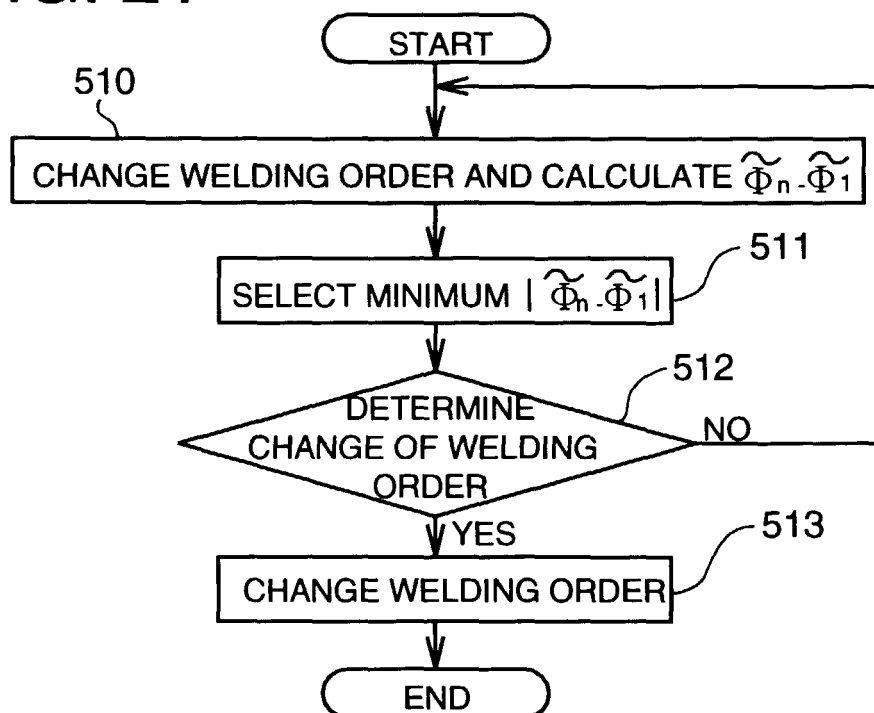 START
510
CHANGE WELDING ORDER AND CALCULATE Φ̃n - Φ̃1
511
SELECT MINIMUM | Φ̃n - Φ̃1 |
512
DETERMINE
CHANGE OF WELDING
ORDER
NO
YES
513
CHANGE WELDING ORDER
END